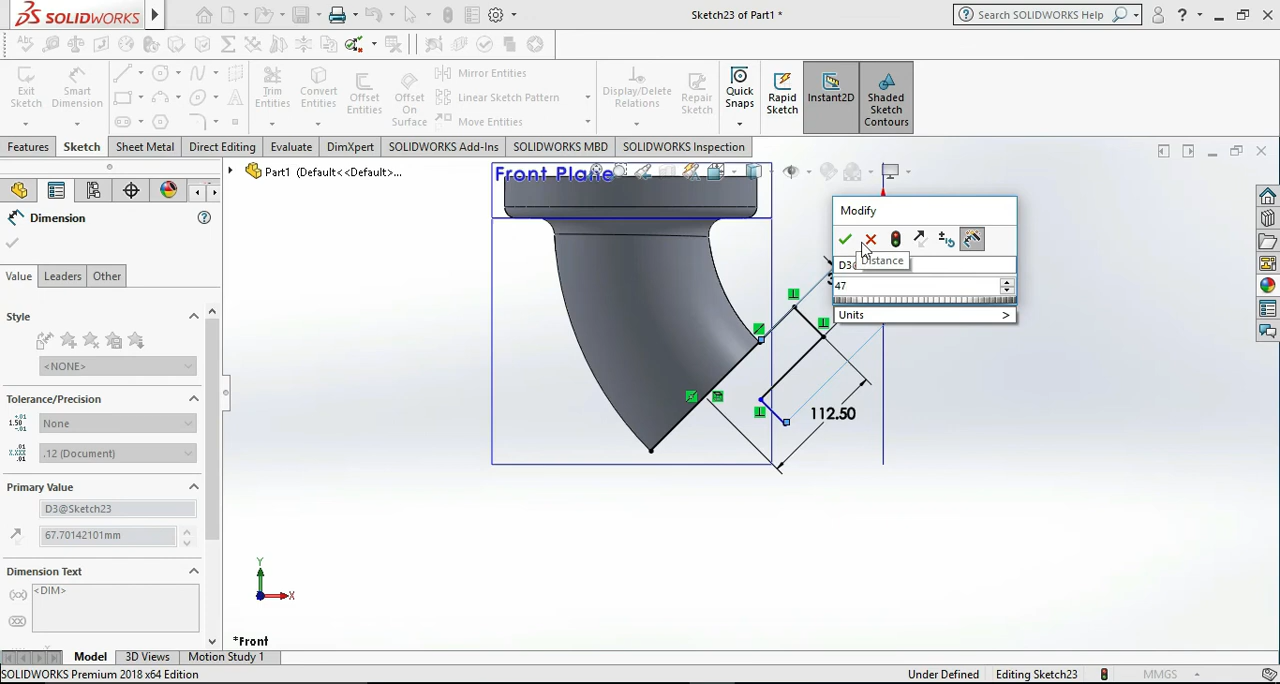 SOLIDWORKS
Sketch23 of Part1 *
Search SOLIDWORKS Help
Exit Sketch
Smart Dimension
Trim Entities
Convert Entities
Offset Entities
Offset On Surface
Mirror Entities
Linear Sketch Pattern
Move Entities
Display/Delete Relations
Repair Sketch
Quick Snaps
Rapid Sketch
Instant2D
Shaded Sketch Contours
Features
Sketch
Sheet Metal
Direct Editing
Evaluate
DimXpert
SOLIDWORKS Add-Ins
SOLIDWORKS MBD
SOLIDWORKS Inspection
Part1 (Default<<Default>...
Front Plane
Dimension
Modify
Distance
47
Units >
Value
Leaders
Other
Style
<NONE>
Tolerance/Precision
None
.12 (Document)
Primary Value
D3@Sketch23
67.70142101mm
Dimension Text
<DIM>
112.50
Y
X
*Front
Model
3D Views
Motion Study 1
SOLIDWORKS Premium 2018 x64 Edition
Under Defined
Editing Sketch23
MMGS